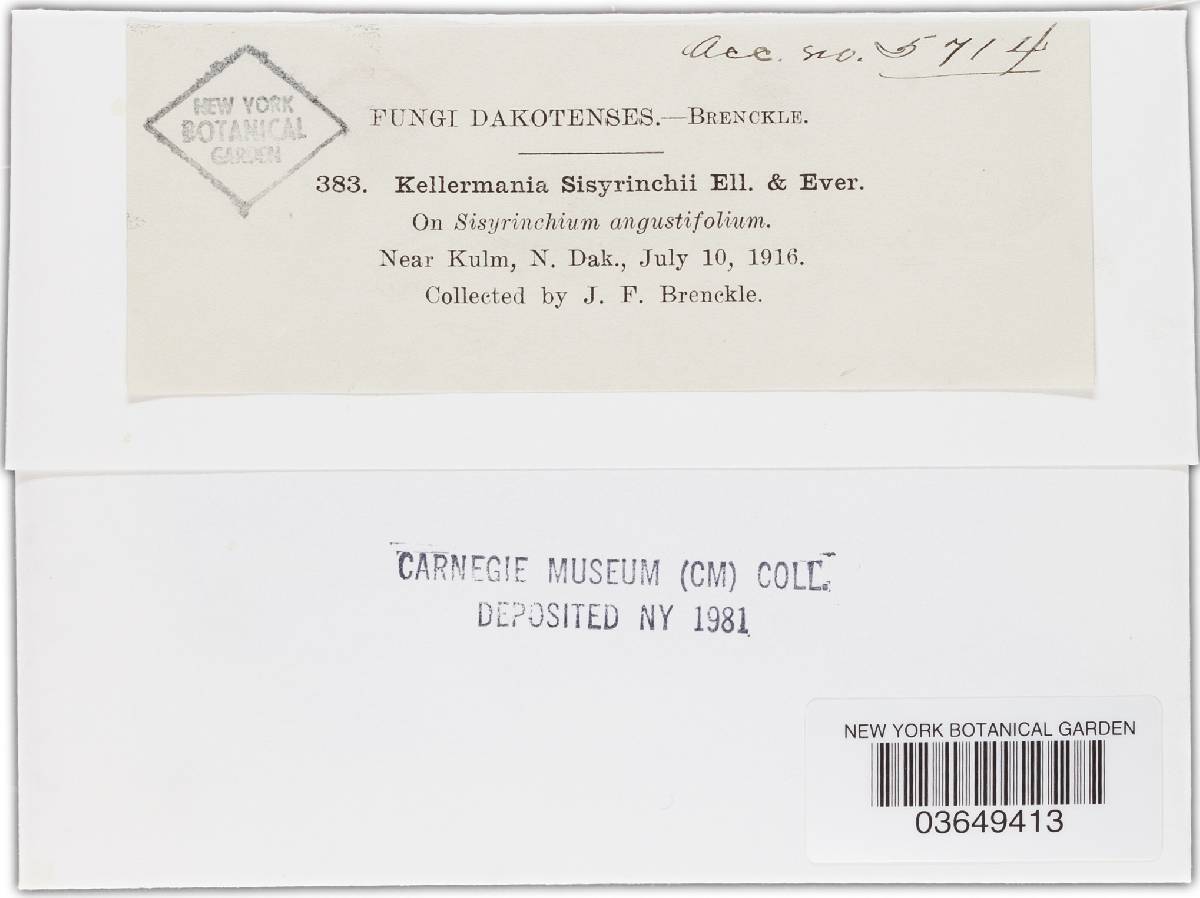 Acc. no. 5714
NEW YORK
BOTANICAL
GARDEN
FUNGI DAKOTENSES.—BRENCKLE.
383. Kellermania Sisyrinchii Ell. & Ever.
On Sisyrinchium angustifolium.
Near Kulm, N. Dak., July 10, 1916.
Collected by J. F. Brenckle.
CARNEGIE MUSEUM (CM) COLL.
DEPOSITED NY 1981
NEW YORK BOTANICAL GARDEN
03649413